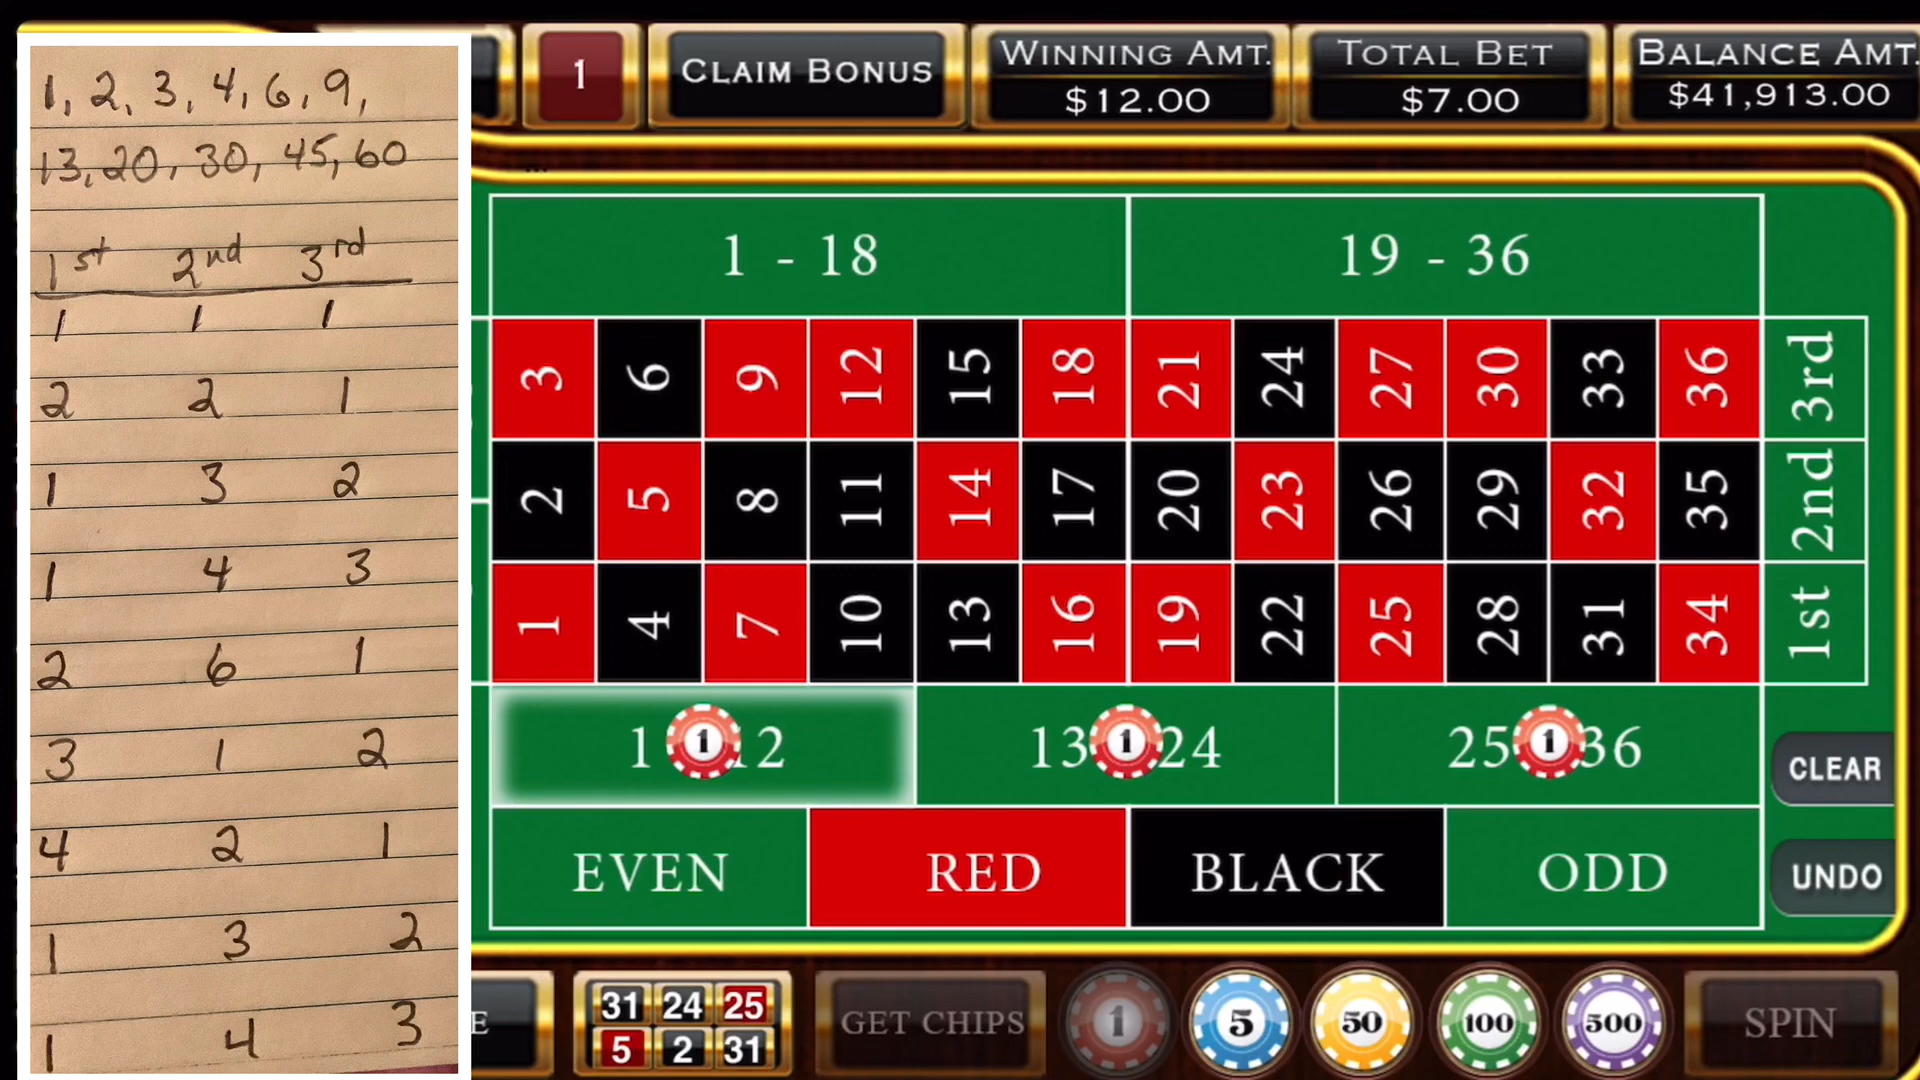 1, 2, 3, 4, 6, 9,
13, 20, 30, 45, 60
1st 2nd 3rd
1 1 1
2 2 1
1 3 2
1 4 3
2 6 1
3 1 2
4 2 1
1 3 2
1 4 3
1
CLAIM BONUS
WINNING AMT.
$12.00
TOTAL BET
$7.00
BALANCE AMT.
$41,913.00
...
1 - 18 19 - 36
3 6 9 12 15 18 21 24 27 30 33 36 3rd
2 5 8 11 14 17 20 23 26 29 32 35 2nd
1 4 7 10 13 16 19 22 25 28 31 34 1st
1 1 12 13 1 24 25 1 36
CLEAR
EVEN RED BLACK ODD
UNDO
E
31 24 25
5 2 31
GET CHIPS
1 5 50 100 500
SPIN